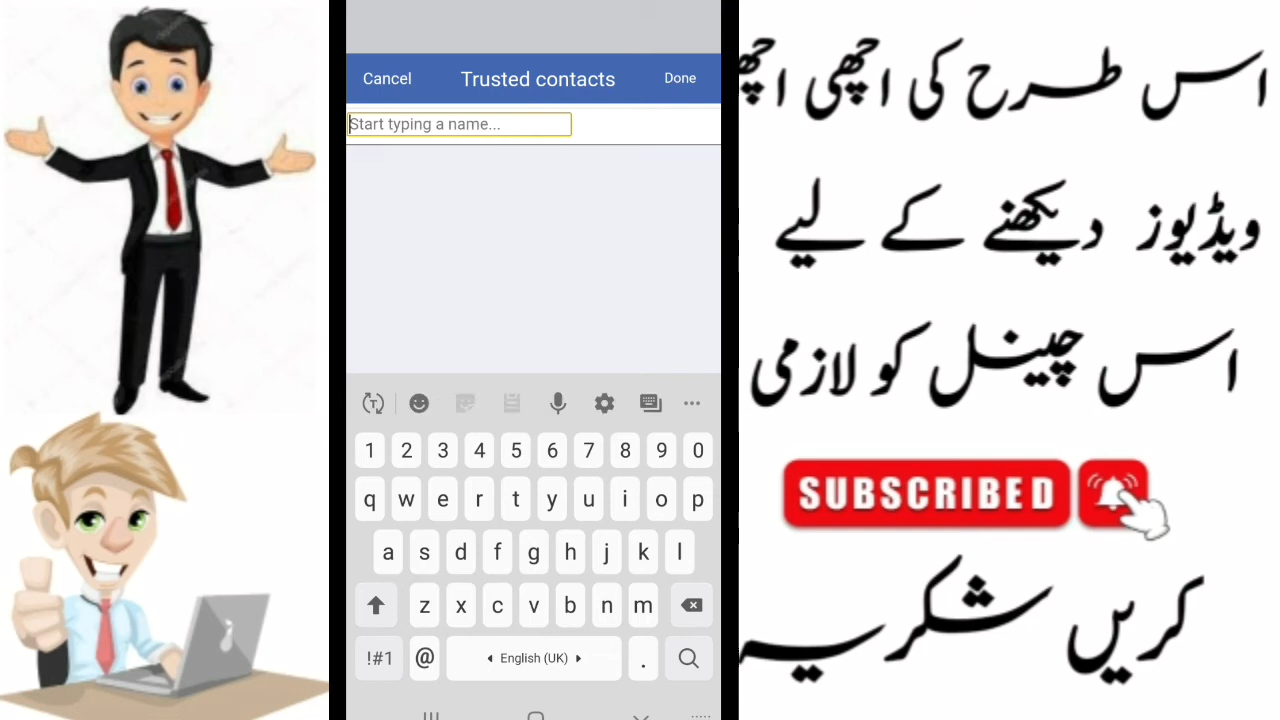 Cancel Trusted contacts Done
Start typing a name...
1 2 3 4 5 6 7 8 9 0
q w e r t y u i o p
a s d f g h j k l
z x c v b n m
!#1 @ English (UK) .
اس طرح کی اچھی اچھ
ویڈیوز دیکھنے کے لیے
اس چینل کو لازمی
SUBSCRIBED
کریں شکریہ